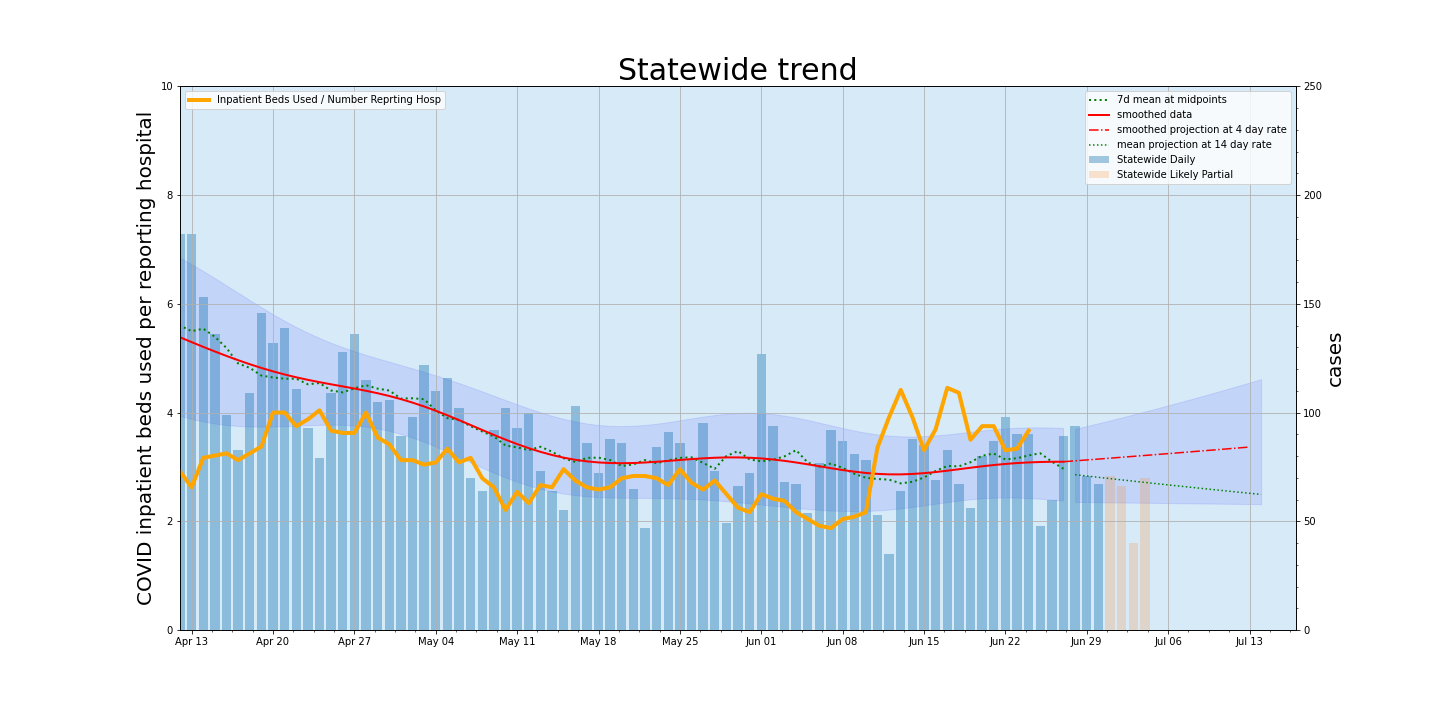 Statewide trend
COVID inpatient beds used per reporting hospital
10
8
6
4
2
0
Inpatient Beds Used / Number Reprting Hosp
7d mean at midpoints
smoothed data
smoothed projection at 4 day rate
mean projection at 14 day rate
Statewide Daily
Statewide Likely Partial
250
200
150
100
50
0
cases
Apr 13 Apr 20 Apr 27 May 04 May 11 May 18 May 25 Jun 01 Jun 08 Jun 15 Jun 22 Jun 29 Jul 06 Jul 13